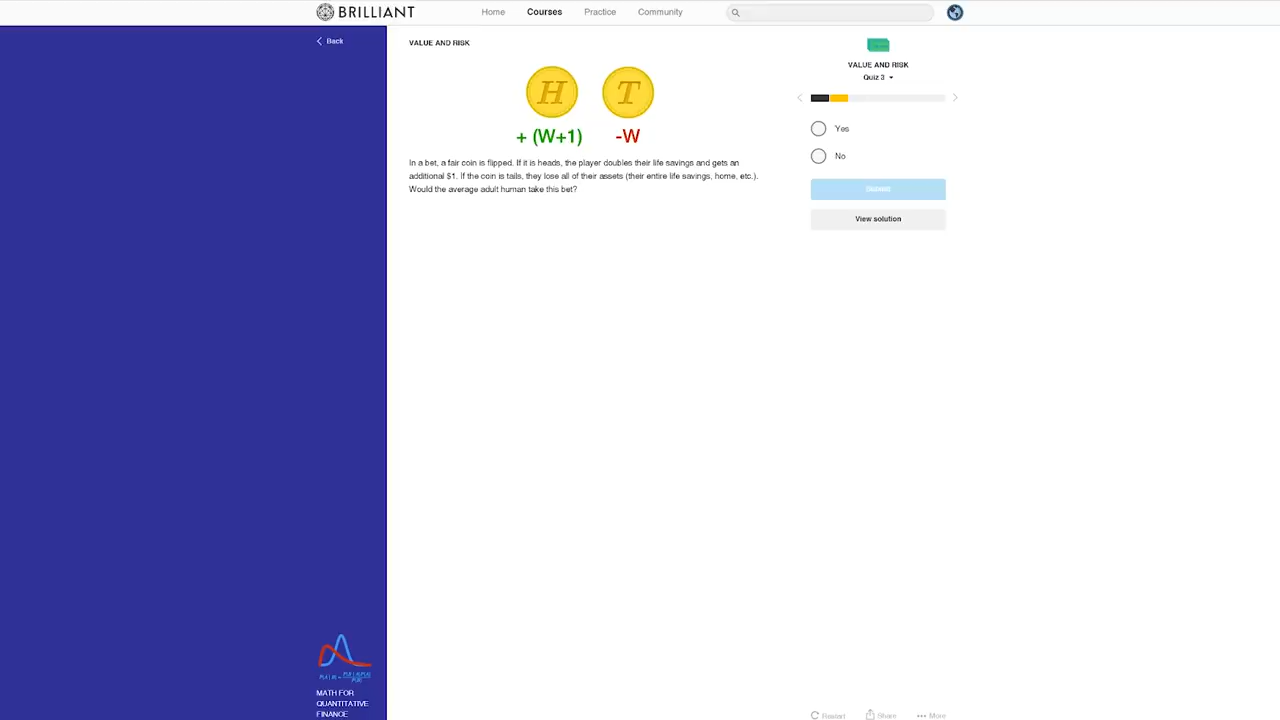 BRILLIANT
Home Courses Practice Community
Back
VALUE AND RISK
H T
+ (W+1) -W
In a bet, a fair coin is flipped. If it is heads, the player doubles their life savings and gets an
additional $1. If the coin is tails, they lose all of their assets (their entire life savings, home, etc.).
Would the average adult human take this bet?
VALUE AND RISK
Quiz 3
Yes
No
Submit
View solution
MATH FOR
QUANTITATIVE
FINANCE
Restart Share More